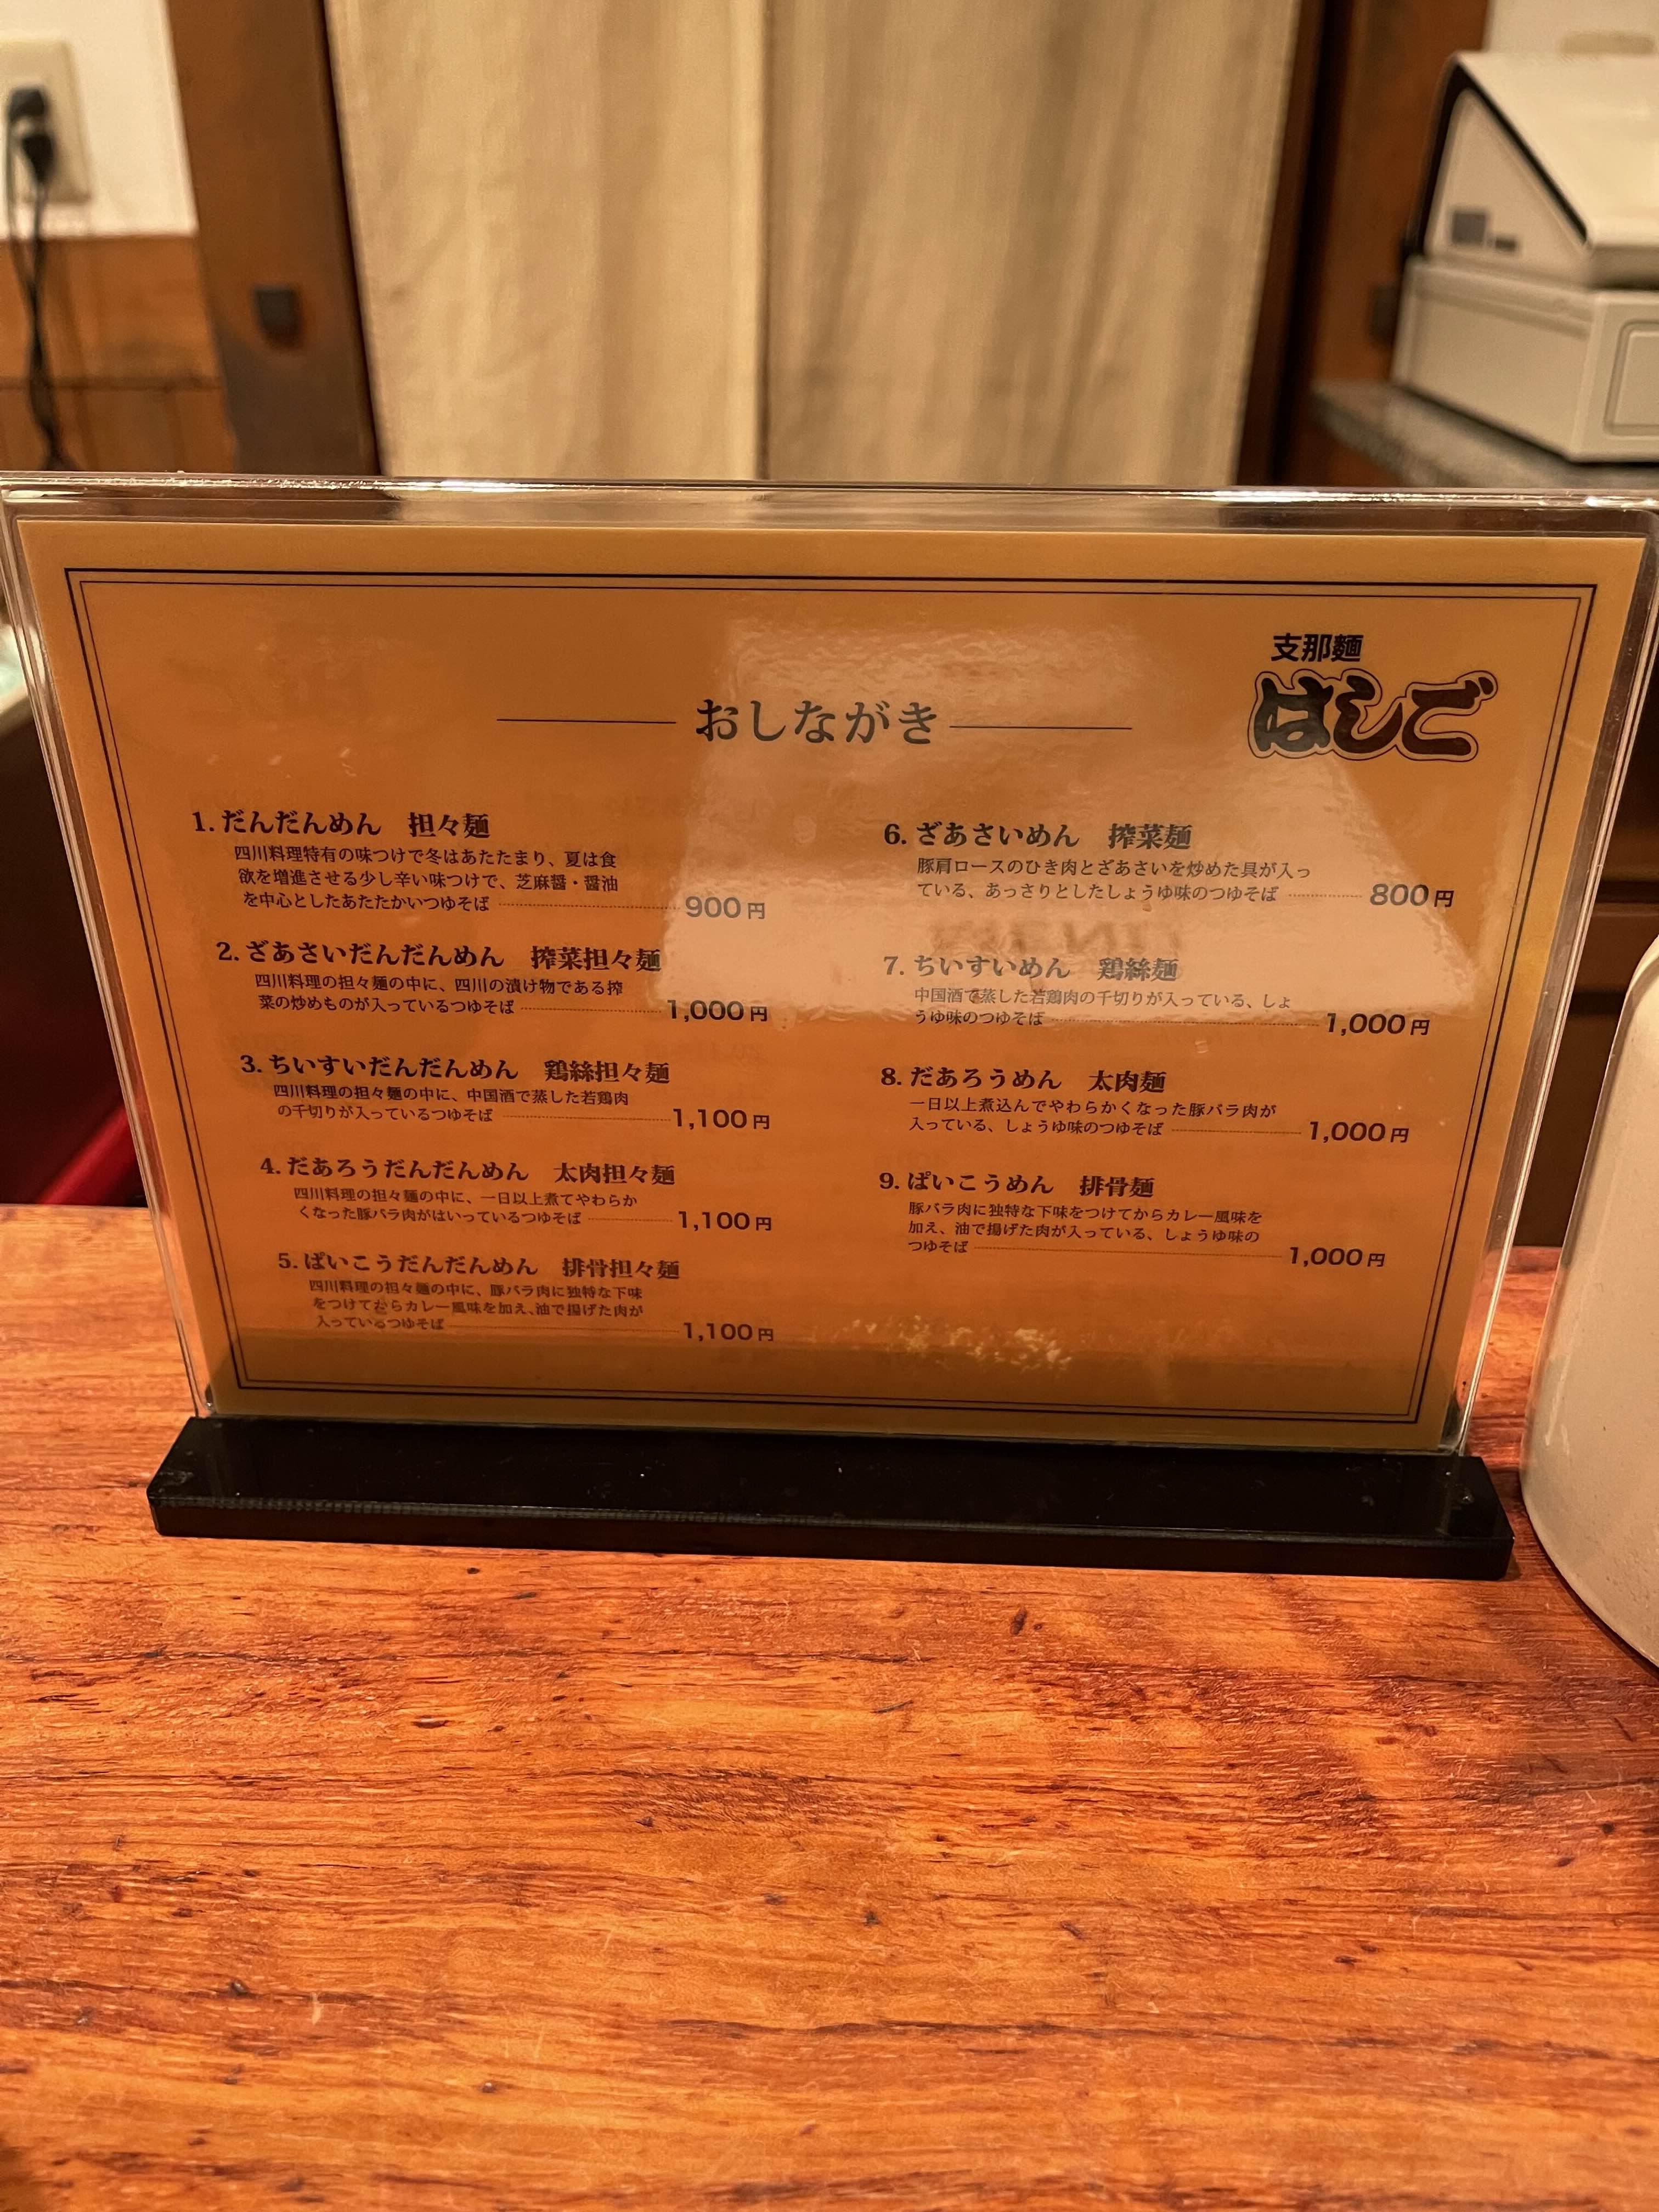 支那麵
はしご
おしながき
1. だんだんめん 担々麺
四川料理特有の味つけで冬はあたたまり、夏は食
欲を増進させる少し辛い味つけで、芝麻醤・醤油
を中心としたあたたかいつゆそば 900円
2. ざあさいだんだんめん 搾菜担々麺
四川料理の担々麺の中に、四川の漬け物である搾
菜の炒めものが入っているつゆそば 1,000円
3. ちいすいだんだんめん 鶏絲担々麺
四川料理の担々麺の中に、中国酒で蒸した若鶏肉
の千切りが入っているつゆそば 1,100円
4. だあろうだんだんめん 太肉担々麺
四川料理の担々麺の中に、一日以上煮てやわらか
くなった豚バラ肉がはいっているつゆそば 1,100円
5. ぱいこうだんだんめん 排骨担々麺
四川料理の担々麺の中に、豚バラ肉に独特な下味
をつけてからカレー風味を加え、油で揚げた肉が
入っているつゆそば 1,100円
6. ざあさいめん 搾菜麺
豚肩ロースのひき肉とざあさいを炒めた具が入っ
ている、あっさりとしたしょうゆ味のつゆそば 800円
7. ちいすいめん 鶏絲麺
中国酒で蒸した若鶏肉の千切りが入っている、しょ
うゆ味のつゆそば 1,000円
8. だあろうめん 太肉麺
一日以上煮込んでやわらかくなった豚バラ肉が
入っている、しょうゆ味のつゆそば 1,000円
9. ぱいこうめん 排骨麺
豚バラ肉に独特な下味をつけてからカレー風味を
加え、油で揚げた肉が入っている、しょうゆ味の
つゆそば 1,000円